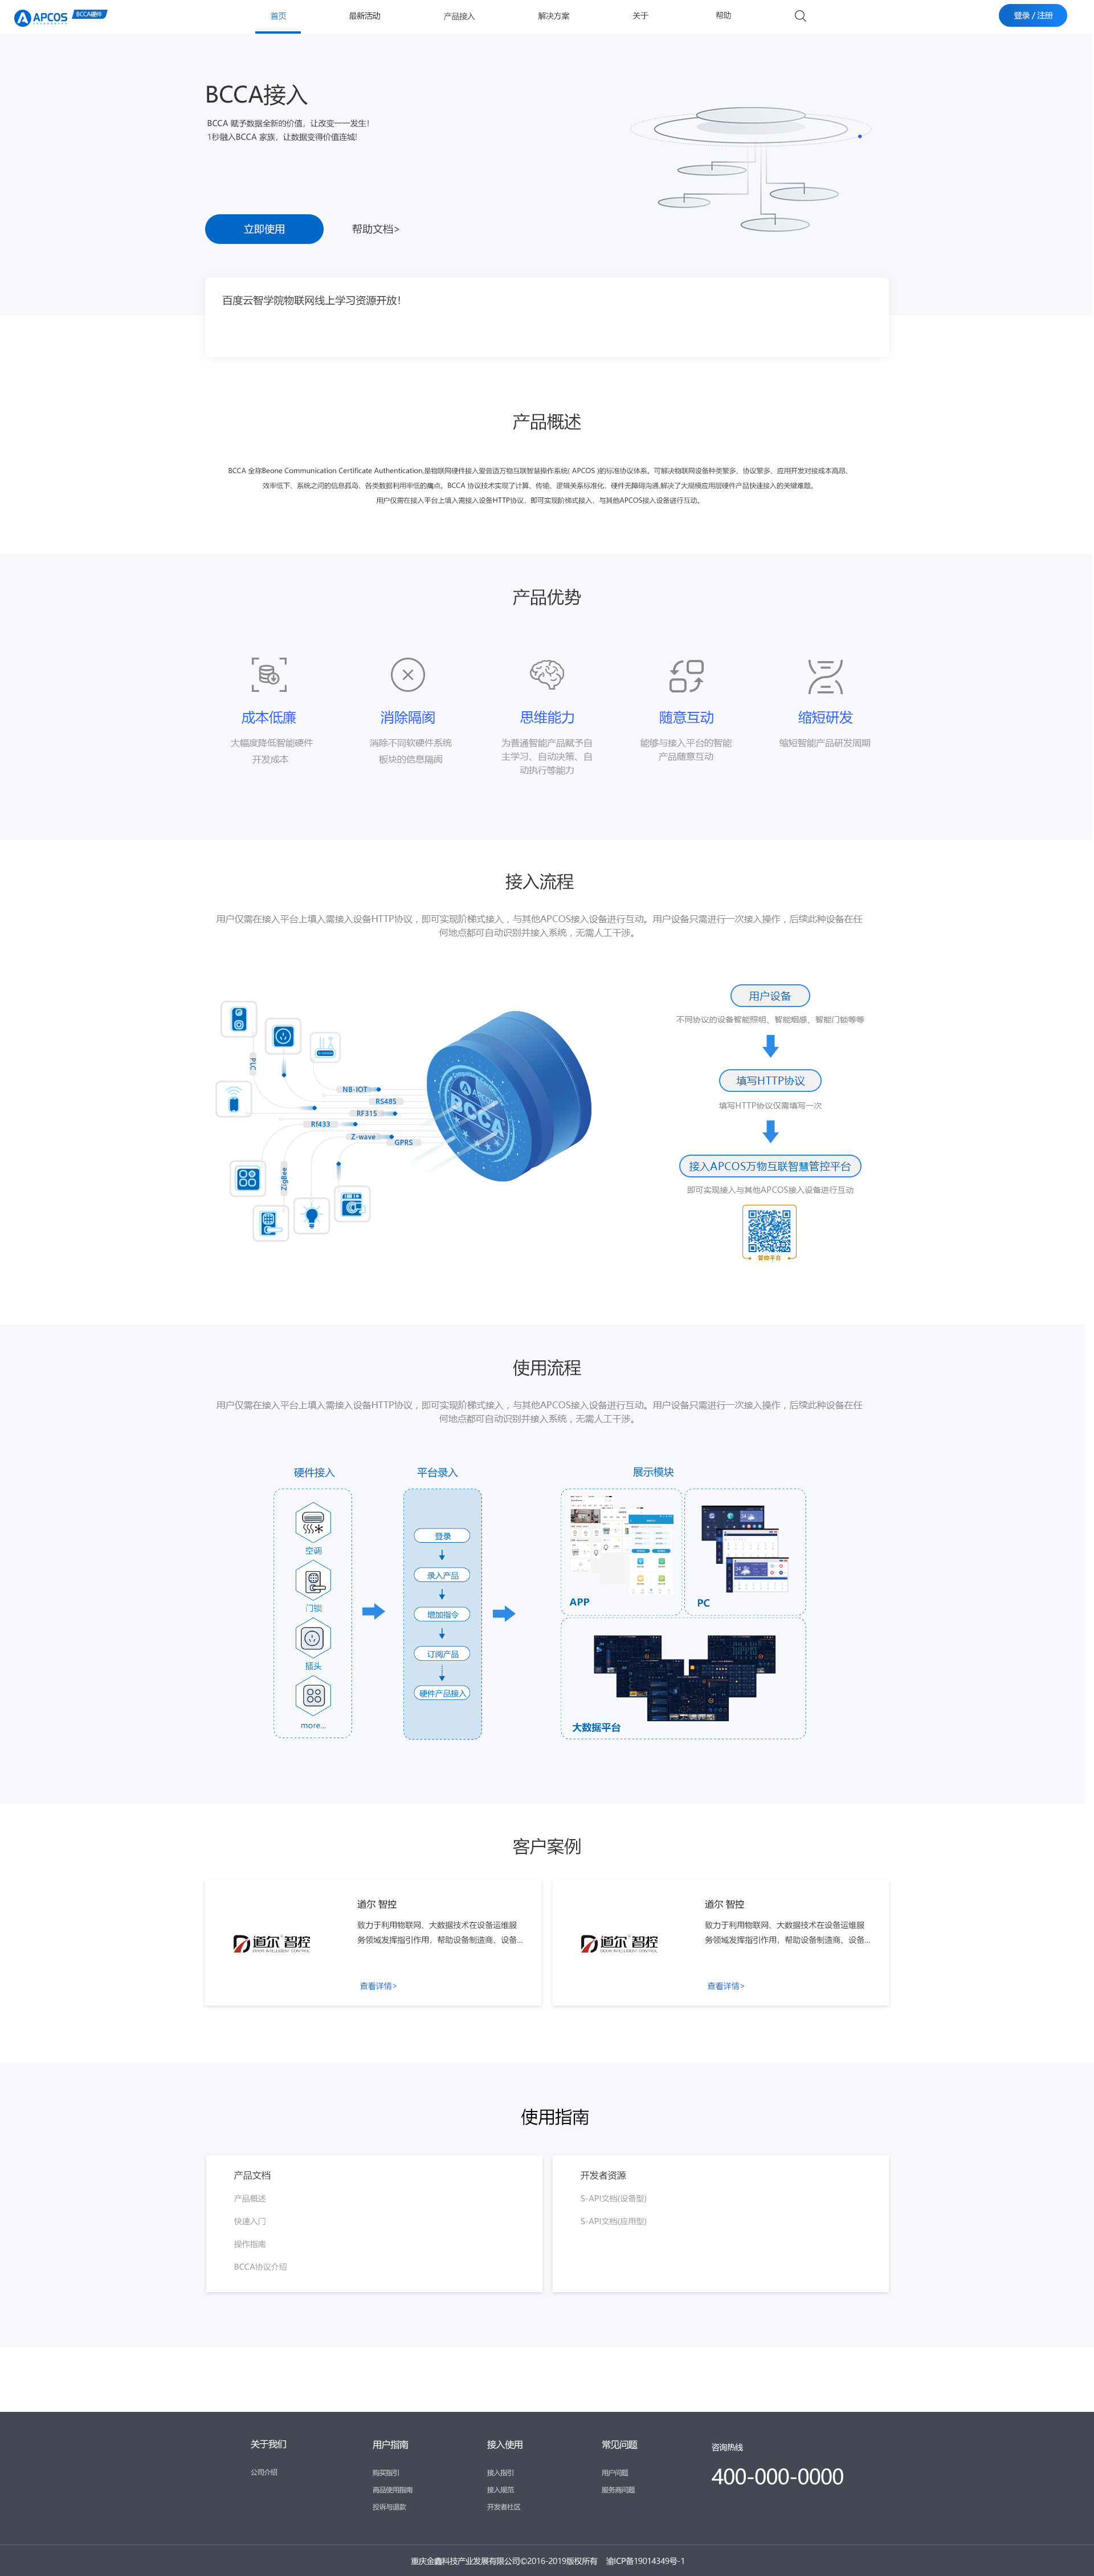 APCOS
BCCA硬件
首页
最新活动
产品接入
解决方案
关于
帮助
登录 / 注册
BCCA接入
BCCA 赋予数据全新的价值，让改变一一发生！
1秒融入BCCA 家族，让数据变得价值连城!
立即使用
帮助文档>
百度云智学院物联网线上学习资源开放！
产品概述
BCCA 全称Beone Communication Certificate Authentication,是物联网硬件接入爱普适万物互联智慧操作系统( APCOS )的标准协议体系。可解决物联网设备种类繁多、协议繁多、应用开发对接成本高昂、
效率低下、系统之间的信息孤岛、各类数据利用率低的痛点。BCCA 协议技术实现了计算、传输、逻辑关系标准化，硬件无障碍沟通,解决了大规模应用层硬件产品快速接入的关键难题。
用户仅需在接入平台上填入需接入设备HTTP协议，即可实现阶梯式接入，与其他APCOS接入设备进行互动。
产品优势
成本低廉
大幅度降低智能硬件
开发成本
消除隔阂
消除不同软硬件系统
板块的信息隔阂
思维能力
为普通智能产品赋予自
主学习、自动决策、自
动执行等能力
随意互动
能够与接入平台的智能
产品随意互动
缩短研发
缩短智能产品研发周期
接入流程
用户仅需在接入平台上填入需接入设备HTTP协议，即可实现阶梯式接入，与其他APCOS接入设备进行互动。用户设备只需进行一次接入操作，后续此种设备在任
何地点都可自动识别并接入系统，无需人工干涉。
PLC
NB-IOT
RS485
RF315
Rf433
Z-wave
GPRS
ZigBee
APCOS
BCCA
用户设备
不同协议的设备智能照明、智能烟感、智能门锁等等
填写HTTP协议
填写HTTP协议仅需填写一次
接入APCOS万物互联智慧管控平台
即可实现接入与其他APCOS接入设备进行互动
管控平台
使用流程
用户仅需在接入平台上填入需接入设备HTTP协议，即可实现阶梯式接入，与其他APCOS接入设备进行互动。用户设备只需进行一次接入操作，后续此种设备在任
何地点都可自动识别并接入系统，无需人工干涉。
硬件接入
空调
门锁
插头
more...
平台录入
登录
录入产品
增加指令
订阅产品
硬件产品接入
展示模块
APP
PC
大数据平台
客户案例
道尔 智控
DOOR INTELLIGENT CONTROL
道尔 智控
致力于利用物联网、大数据技术在设备运维服
务领域发挥指引作用，帮助设备制造商、设备...
查看详情>
道尔 智控
DOOR INTELLIGENT CONTROL
道尔 智控
致力于利用物联网、大数据技术在设备运维服
务领域发挥指引作用，帮助设备制造商、设备...
查看详情>
使用指南
产品文档
产品概述
快速入门
操作指南
BCCA协议介绍
开发者资源
S-API文档(设备型)
S-API文档(应用型)
关于我们
公司介绍
用户指南
购买指引
商品使用指南
投诉与退款
接入使用
接入指引
接入规范
开发者社区
常见问题
用户问题
服务商问题
咨询热线
400-000-0000
重庆金鑫科技产业发展有限公司©2016-2019版权所有 渝ICP备19014349号-1